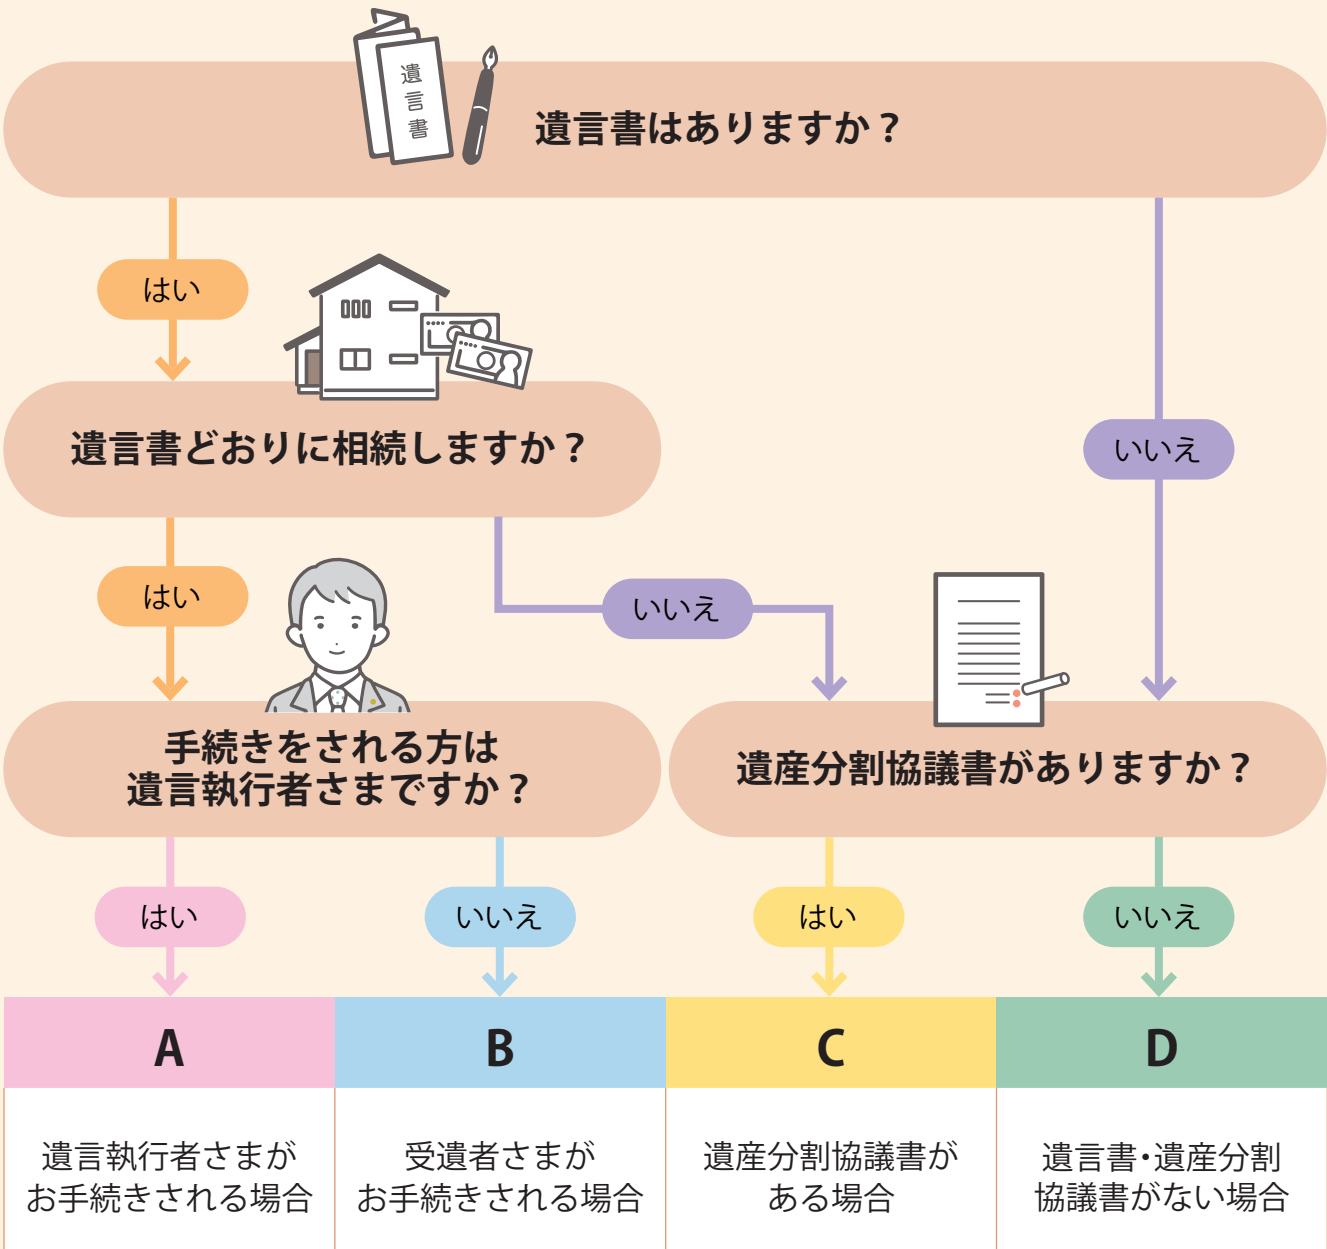 遺言書
遺言書はありますか？
はい
いいえ
遺言書どおりに相続しますか？
はい
いいえ
手続きをされる方は
遺言執行者さまですか？
遺産分割協議書がありますか？
はい
いいえ
はい
いいえ
A
B
C
D
遺言執行者さまが
お手続きされる場合
受遺者さまが
お手続きされる場合
遺産分割協議書が
ある場合
遺言書・遺産分割
協議書がない場合